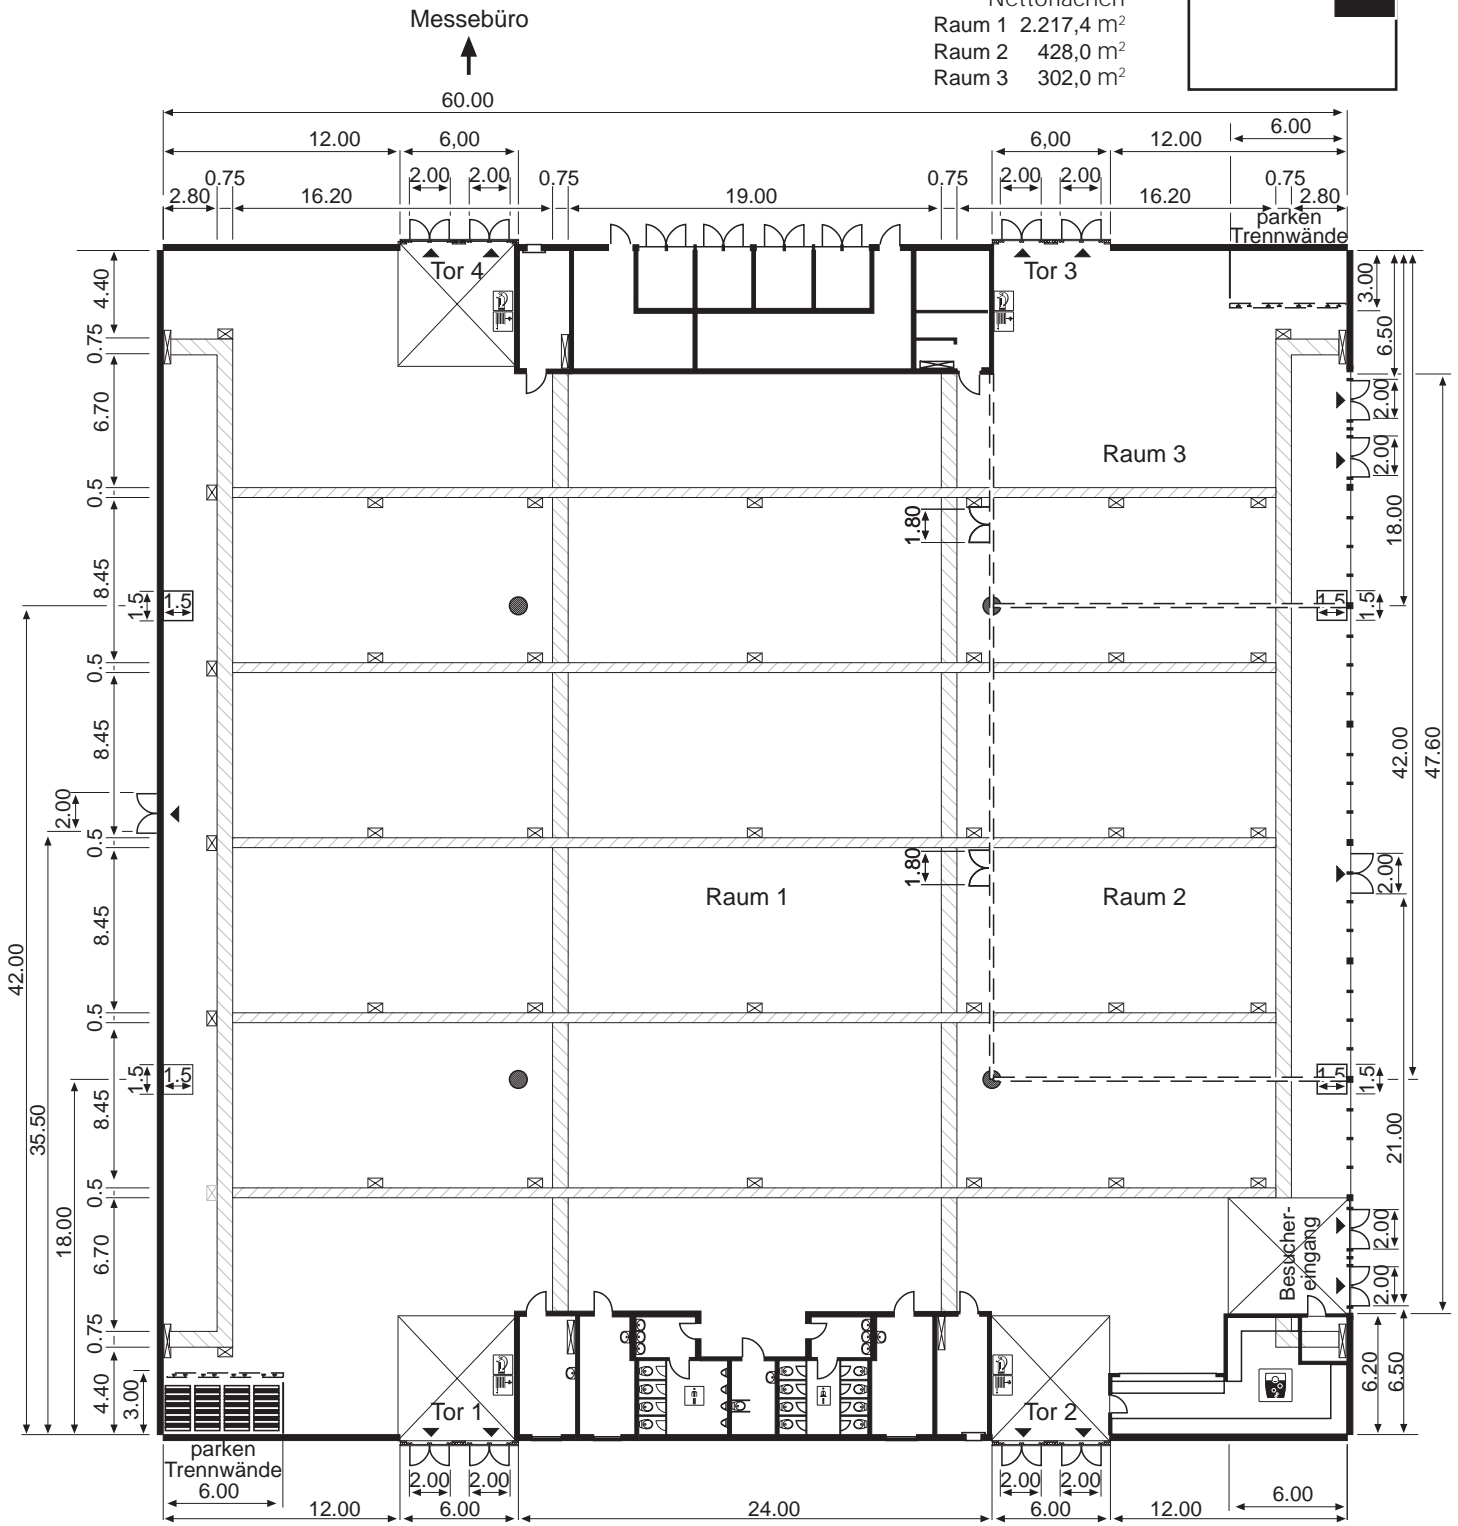 Messebüro
Nettoflächen
Raum 1 2.217,4 m²
Raum 2 428,0 m²
Raum 3 302,0 m²
60.00
12.00 6,00 6,00 12.00 6.00
2.00 2.00 2.00 2.00
0.75 0.75 0.75 0.75
2.80 16.20 19.00 16.20 2.80
parken
Trennwände
Tor 4 Tor 3
4.40
3.00
6.50
0.75
6.70
2.00
2.00
Raum 3
0.5
1.80
18.00
8.45
1.5 1.5 1.5 1.5
0.5
8.45
42.00
47.60
2.00
0.5
1.80
2.00
Raum 1 Raum 2
8.45
42.00
0.5
1.5 1.5 1.5 1.5
8.45
35.50
21.00
0.5
18.00
6.70
Besucher-
eingang
2.00
2.00
0.75
4.40
3.00
6.20
6.50
Tor 1 Tor 2
parken
Trennwände
6.00
2.00 2.00 2.00 2.00
6.00
12.00 6.00 24.00 6.00 12.00